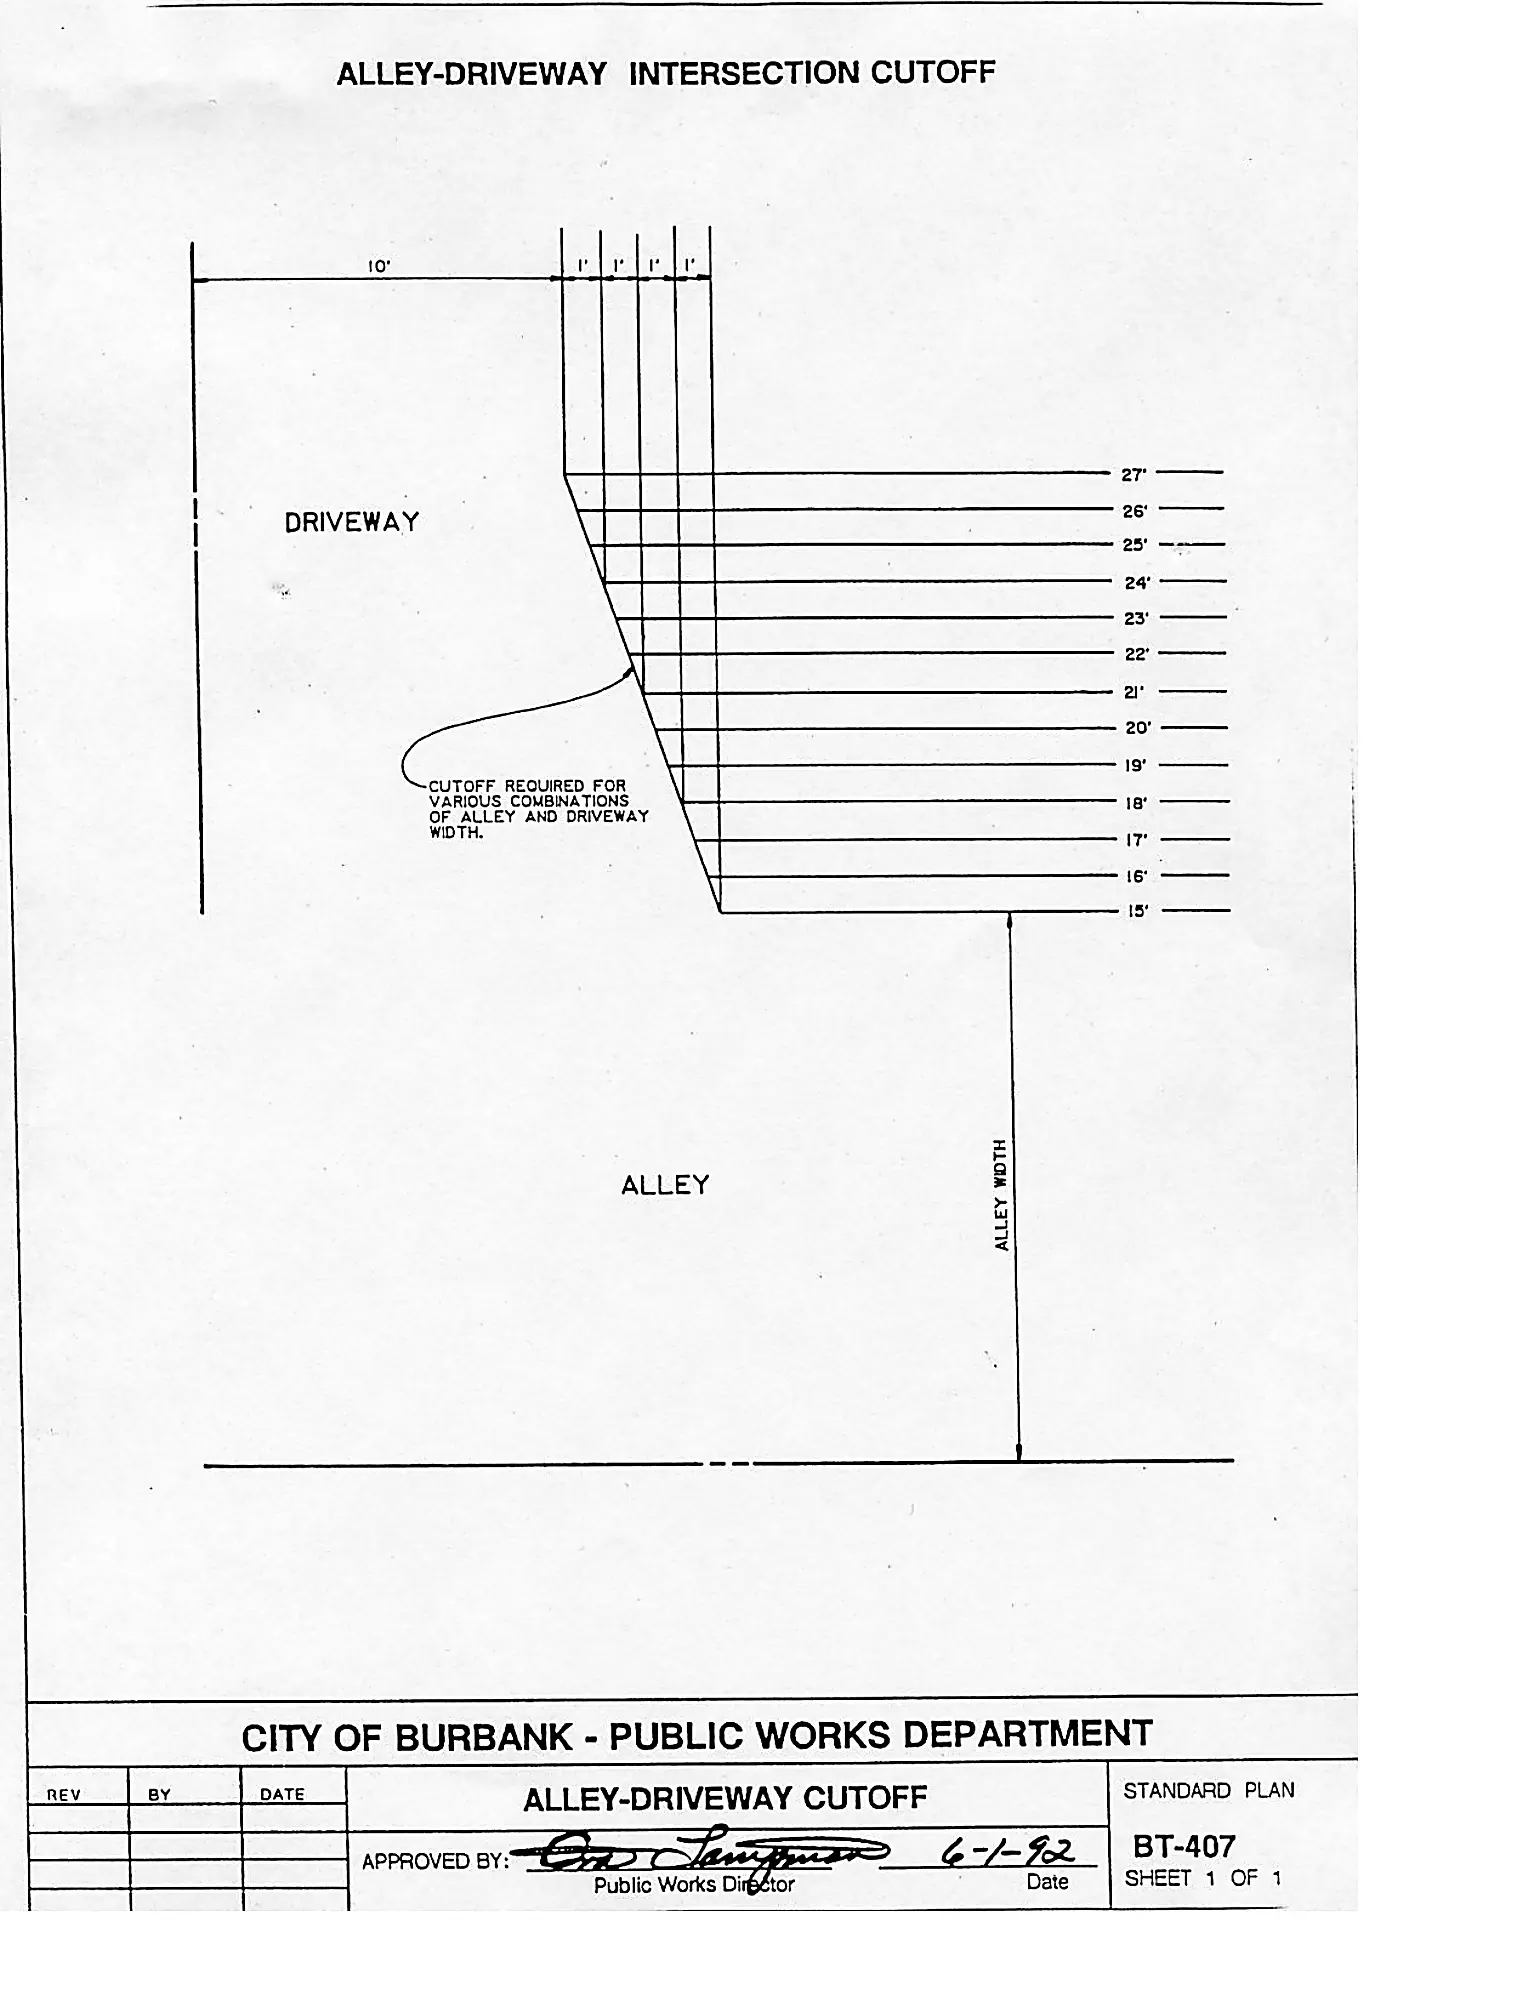 ALLEY-DRIVEWAY INTERSECTION CUTOFF
10' 1' 1' 1' 1'
27'
DRIVEWAY
26'
25'
24'
23'
22'
21'
20'
19'
CUTOFF REQUIRED FOR
VARIOUS COMBINATIONS
OF ALLEY AND DRIVEWAY
WIDTH.
18'
17'
16'
15'
ALLEY WIDTH
ALLEY
CITY OF BURBANK - PUBLIC WORKS DEPARTMENT
REV BY DATE
ALLEY-DRIVEWAY CUTOFF
APPROVED BY: 6-1-92
Public Works Director Date
STANDARD PLAN
BT-407
SHEET 1 OF 1